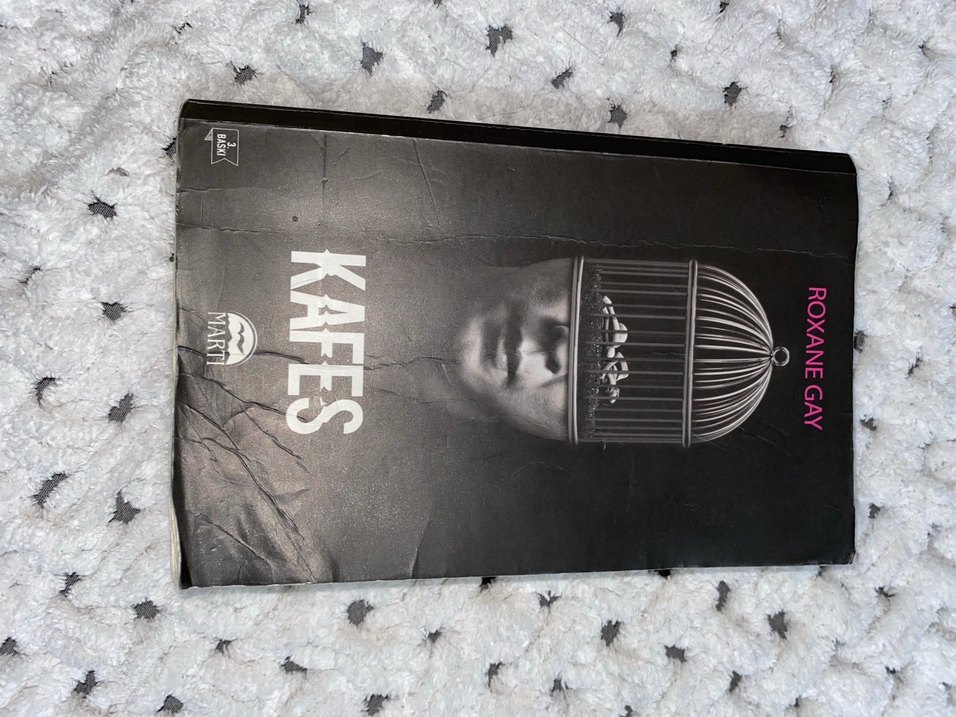 ROXANE GAY
KAFES
MARTI
3.
BASKI